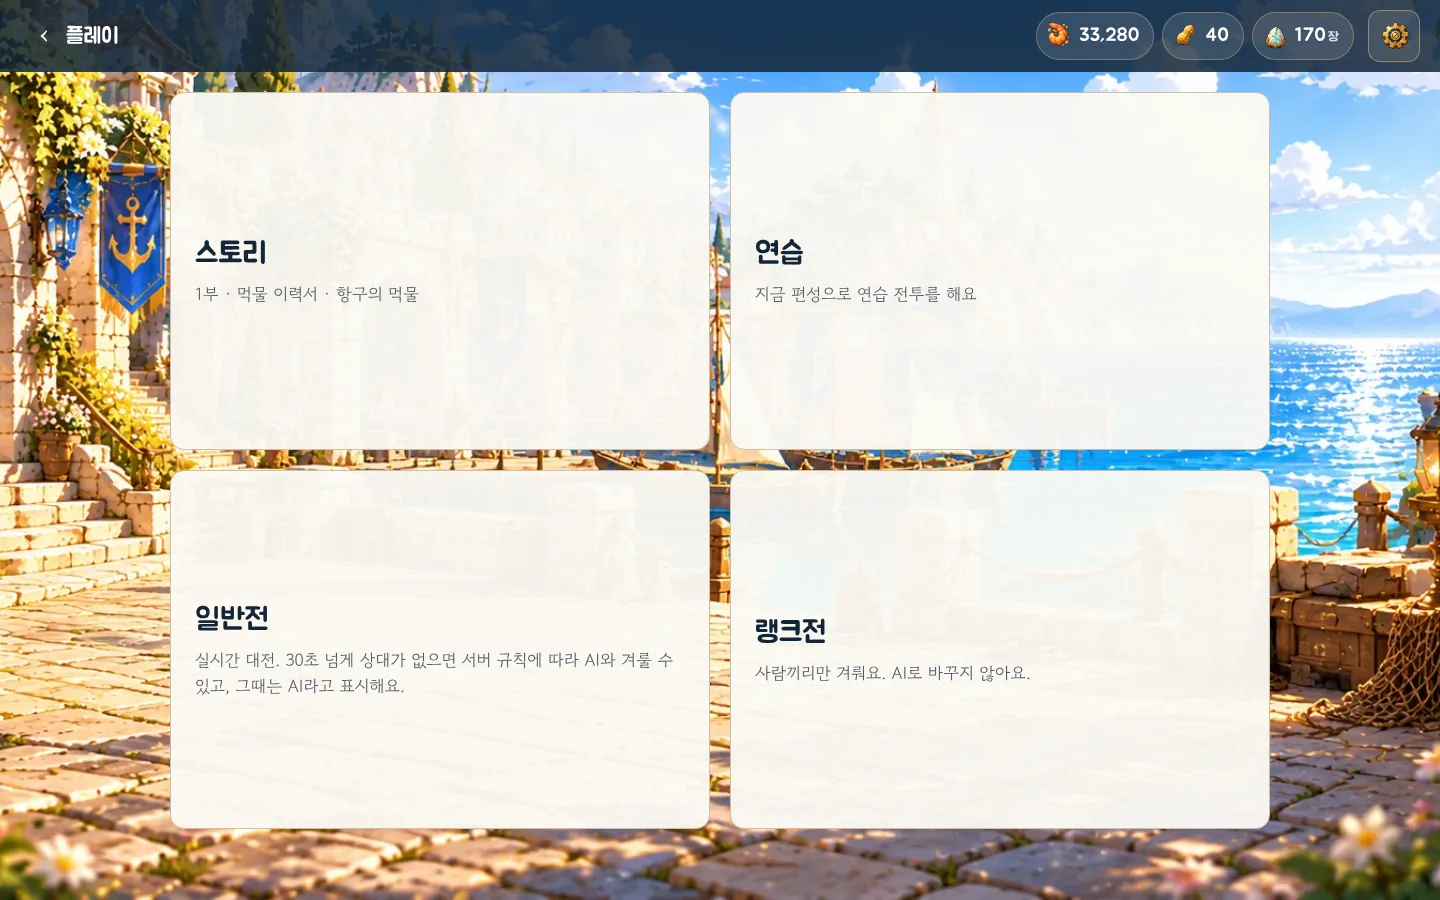 플레이
33,280
40
170장
스토리
1부 · 먹물 이력서 · 항구의 먹물
연습
지금 편성으로 연습 전투를 해요
일반전
실시간 대전. 30초 넘게 상대가 없으면 서버 규칙에 따라 AI와 겨룰 수
있고, 그때는 AI라고 표시해요.
랭크전
사람끼리만 겨뤄요. AI로 바꾸지 않아요.